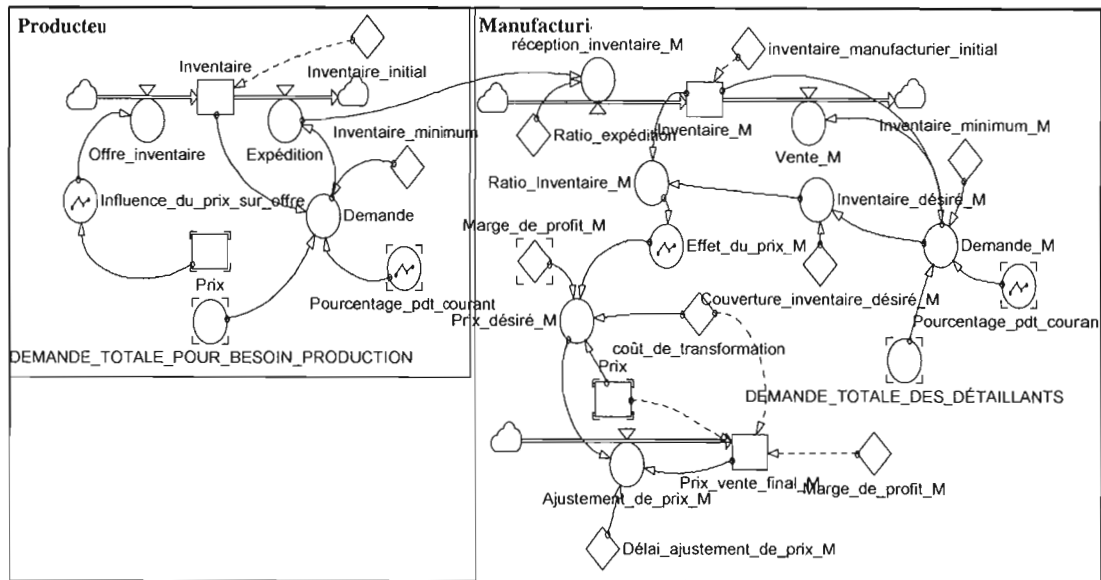 Producteu
Inventaire
Inventaire_initial
Offre_inventaire
Expédition
Inventaire_minimum
Influence_du_prix_sur_offre
Demande
Prix
Pourcentage_pdt_courant
DEMANDE_TOTALE_POUR_BESOIN_PRODUCTION
Manufacturi
réception_inventaire_M
inventaire_manufacturier_initial
Ratio_expédition
Inventaire_M
Vente_M
Inventaire_minimum_M
Ratio_Inventaire_M
Inventaire_désiré_M
Marge_de_profit_M
Effet_du_prix_M
Demande_M
Prix_désiré_M
Couverture_inventaire_désiré_M
Pourcentage_pdt_couran
coût_de_transformation
Prix
DEMANDE_TOTALE_DES_DÉTAILLANTS
Ajustement_de_prix_M
Prix_vente_final_M
Marge_de_profit_M
Délai_ajustement_de_prix_M